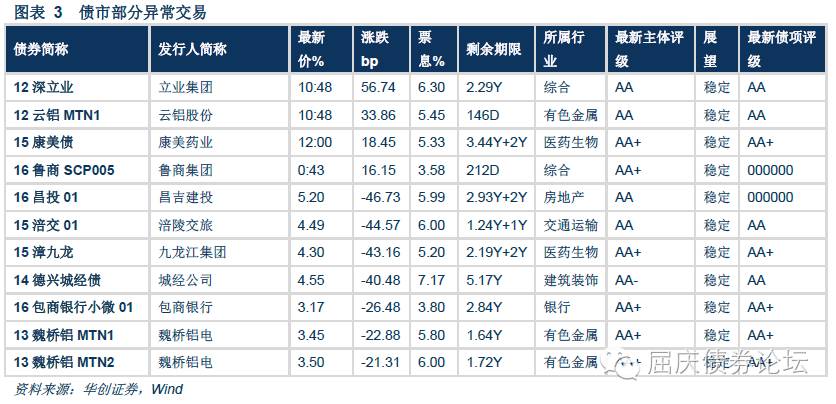 图表 3 债市部分异常交易
债券简称 发行人简称 最新价% 涨跌bp 票息% 剩余期限 所属行业 最新主体评级 展望 最新债项评级
12 深立业 立业集团 10:48 56.74 6.30 2.29Y 综合 AA 稳定 AA
12 云铝 MTN1 云铝股份 10:48 33.86 5.45 146D 有色金属 AA 稳定 AA
15 康美债 康美药业 12:00 18.45 5.33 3.44Y+2Y 医药生物 AA+ 稳定 AA+
16 鲁商 SCP005 鲁商集团 0:43 16.15 3.58 212D 综合 AA+ 稳定 000000
16 昌投 01 昌吉建投 5.20 -46.73 5.99 2.93Y+2Y 房地产 AA 稳定 000000
15 涪交 01 涪陵交旅 4.49 -44.57 6.00 1.24Y+1Y 交通运输 AA 稳定 AA
15 漳九龙 九龙江集团 4.30 -43.16 5.20 2.19Y+2Y 医药生物 AA+ 稳定 AA+
14 德兴城经债 城经公司 4.55 -40.48 7.17 5.17Y 建筑装饰 AA- 稳定 AA
16 包商银行小微 01 包商银行 3.17 -26.48 3.80 2.84Y 银行 AA+ 稳定 AA+
13 魏桥铝 MTN1 魏桥铝电 3.45 -22.88 5.80 1.64Y 有色金属 AA+ 稳定 AA+
13 魏桥铝 MTN2 魏桥铝电 3.50 -21.31 6.00 1.72Y 有色金属 AA+ 稳定 AA+
屈庆债券论坛
资料来源：华创证券，Wind